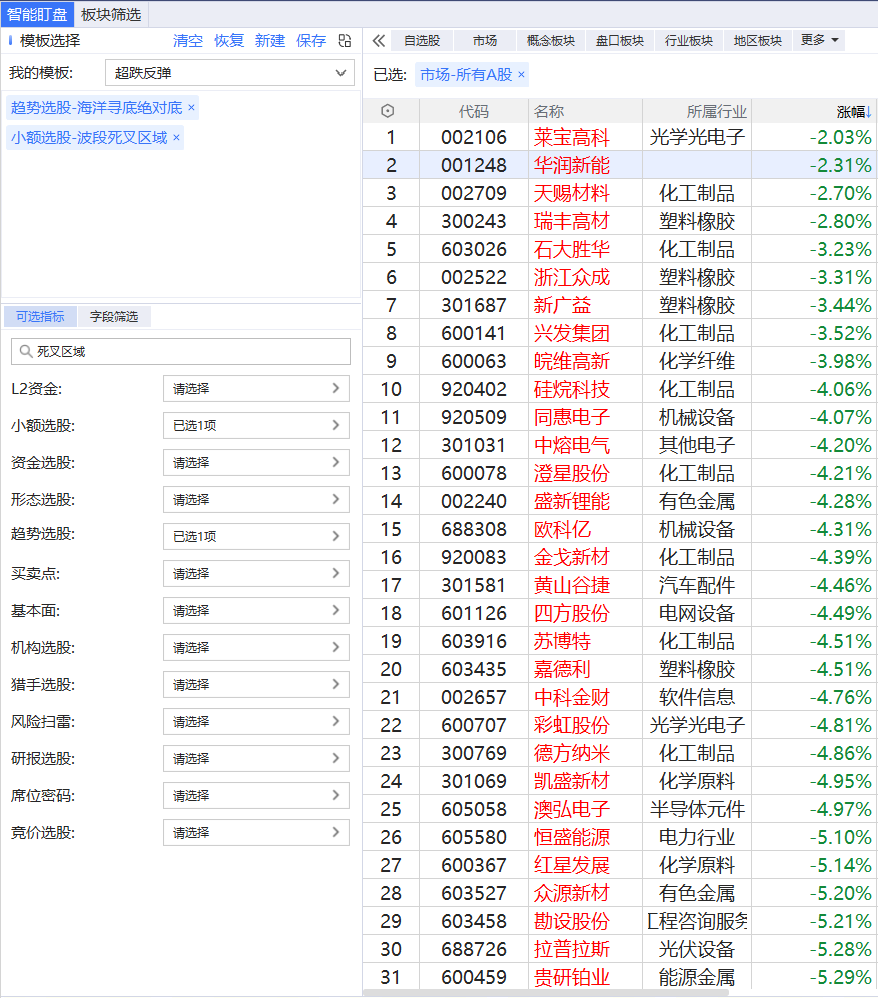 智能盯盘 板块筛选
模板选择 清空 恢复 新建 保存
我的模板: 超跌反弹
趋势选股-海洋寻底绝对底 ×
小额选股-波段死叉区域 ×
可选指标 字段筛选
死叉区域
L2资金: 请选择
小额选股: 已选1项
资金选股: 请选择
形态选股: 请选择
趋势选股: 已选1项
买卖点: 请选择
基本面: 请选择
机构选股: 请选择
猎手选股: 请选择
风险扫雷: 请选择
研报选股: 请选择
席位密码: 请选择
竞价选股: 请选择
自选股 市场 概念板块 盘口板块 行业板块 地区板块 更多
已选: 市场-所有A股 ×
代码 名称 所属行业 涨幅↓
1 002106 莱宝高科 光学光电子 -2.03%
2 001248 华润新能 -2.31%
3 002709 天赐材料 化工制品 -2.70%
4 300243 瑞丰高材 塑料橡胶 -2.80%
5 603026 石大胜华 化工制品 -3.23%
6 002522 浙江众成 塑料橡胶 -3.31%
7 301687 新广益 塑料橡胶 -3.44%
8 600141 兴发集团 化工制品 -3.52%
9 600063 皖维高新 化学纤维 -3.98%
10 920402 硅烷科技 化工制品 -4.06%
11 920509 同惠电子 机械设备 -4.07%
12 301031 中熔电气 其他电子 -4.20%
13 600078 澄星股份 化工制品 -4.21%
14 002240 盛新锂能 有色金属 -4.28%
15 688308 欧科亿 机械设备 -4.31%
16 920083 金戈新材 化工制品 -4.39%
17 301581 黄山谷捷 汽车配件 -4.46%
18 601126 四方股份 电网设备 -4.49%
19 603916 苏博特 化工制品 -4.51%
20 603435 嘉德利 塑料橡胶 -4.51%
21 002657 中科金财 软件信息 -4.76%
22 600707 彩虹股份 光学光电子 -4.81%
23 300769 德方纳米 化工制品 -4.86%
24 301069 凯盛新材 化学原料 -4.95%
25 605058 澳弘电子 半导体元件 -4.97%
26 605580 恒盛能源 电力行业 -5.10%
27 600367 红星发展 化学原料 -5.14%
28 603527 众源新材 有色金属 -5.20%
29 603458 勘设股份 工程咨询服务 -5.21%
30 688726 拉普拉斯 光伏设备 -5.28%
31 600459 贵研铂业 能源金属 -5.29%